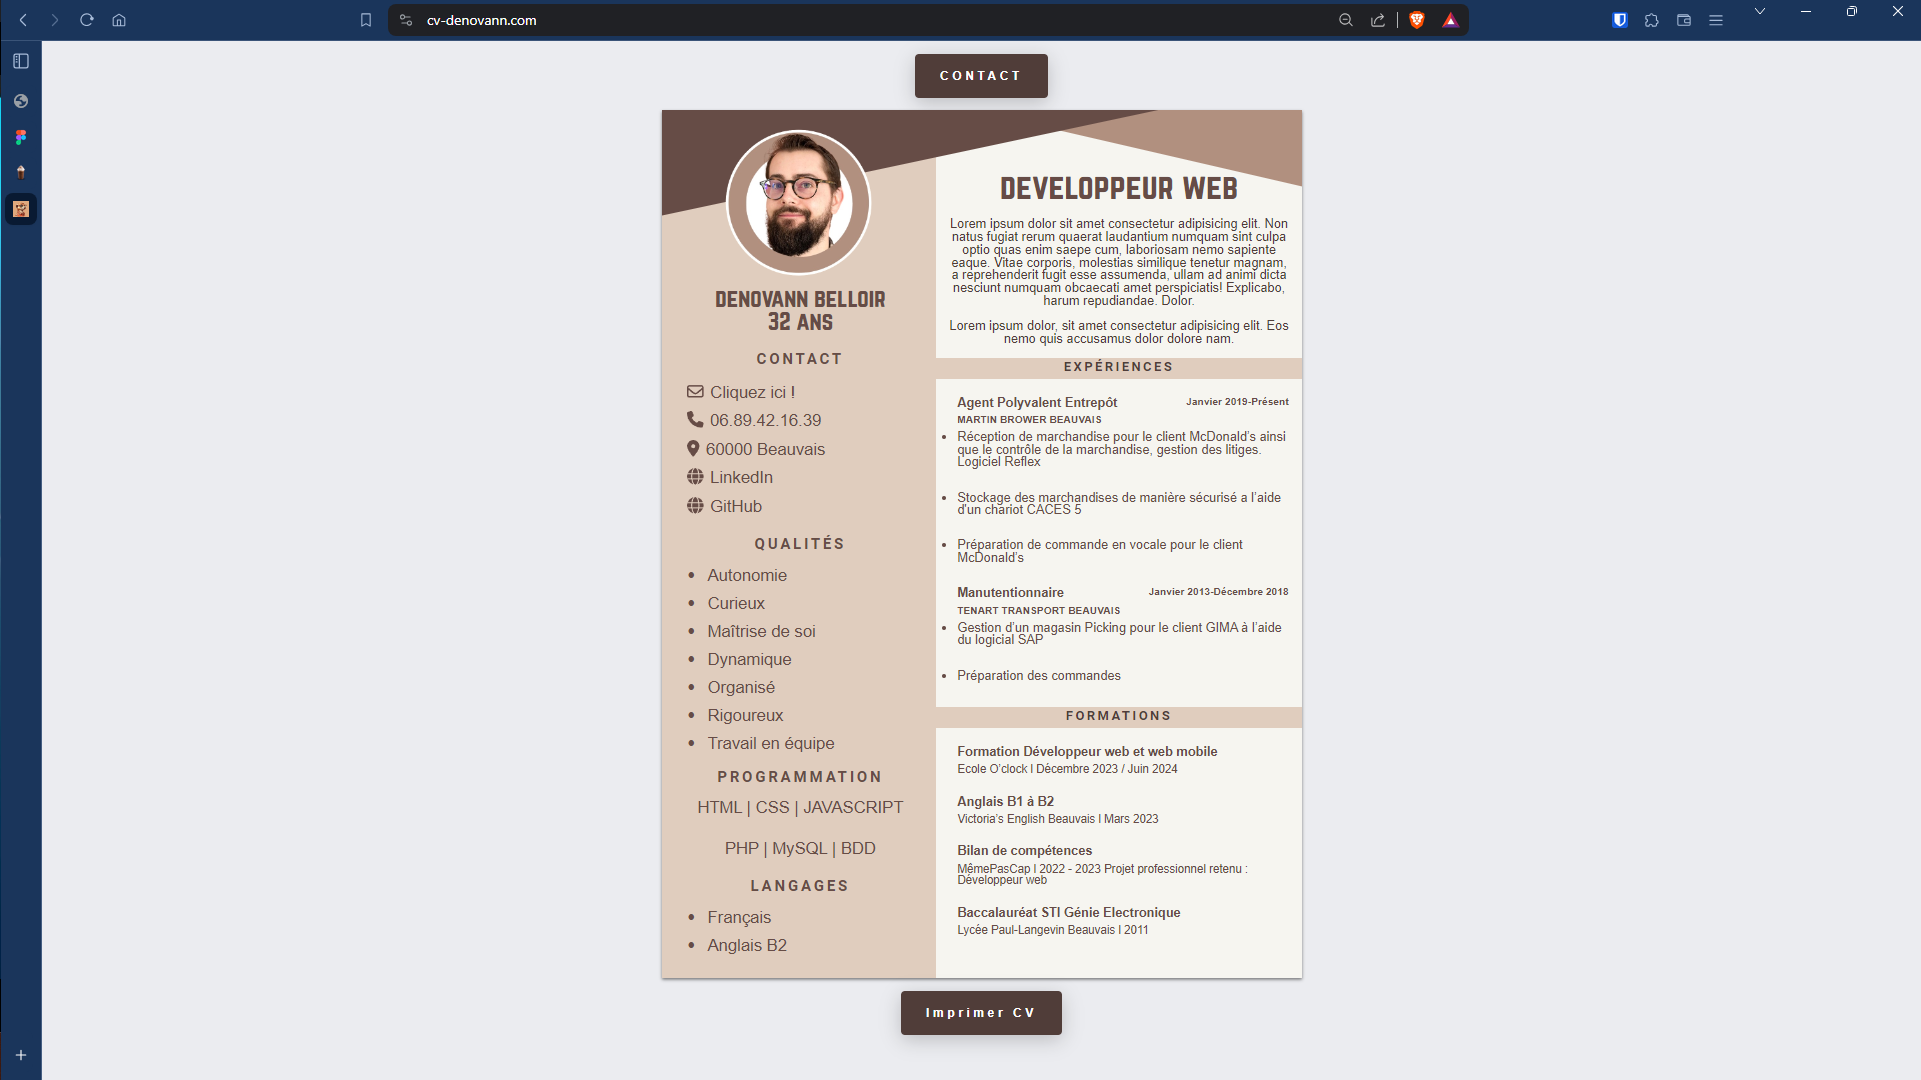 cv-denovann.com
CONTACT
DEVELOPPEUR WEB
Lorem ipsum dolor sit amet consectetur adipisicing elit. Non
natus fugiat rerum quaerat laudantium numquam sint culpa
optio quas enim saepe cum, laboriosam nemo sapiente
eaque. Vitae corporis, molestias similique tenetur magnam,
a reprehenderit fugit esse assumenda, ullam ad animi dicta
nesciunt numquam obcaecati amet perspiciatis! Explicabo,
harum repudiandae. Dolor.
Lorem ipsum dolor, sit amet consectetur adipisicing elit. Eos
nemo quis accusamus dolor dolore nam.
DENOVANN BELLOIR
32 ANS
CONTACT
Cliquez ici !
06.89.42.16.39
60000 Beauvais
LinkedIn
GitHub
QUALITÉS
• Autonomie
• Curieux
• Maîtrise de soi
• Dynamique
• Organisé
• Rigoureux
• Travail en équipe
PROGRAMMATION
HTML | CSS | JAVASCRIPT
PHP | MySQL | BDD
LANGAGES
• Français
• Anglais B2
EXPÉRIENCES
Agent Polyvalent Entrepôt Janvier 2019-Présent
MARTIN BROWER BEAUVAIS
• Réception de marchandise pour le client McDonald’s ainsi
que le contrôle de la marchandise, gestion des litiges.
Logiciel Reflex
• Stockage des marchandises de manière sécurisé a l’aide
d'un chariot CACES 5
• Préparation de commande en vocale pour le client
McDonald’s
Manutentionnaire Janvier 2013-Décembre 2018
TENART TRANSPORT BEAUVAIS
• Gestion d’un magasin Picking pour le client GIMA à l’aide
du logicial SAP
• Préparation des commandes
FORMATIONS
Formation Développeur web et web mobile
Ecole O’clock l Décembre 2023 / Juin 2024
Anglais B1 à B2
Victoria’s English Beauvais l Mars 2023
Bilan de compétences
MêmePasCap l 2022 - 2023 Projet professionnel retenu :
Développeur web
Baccalauréat STI Génie Electronique
Lycée Paul-Langevin Beauvais l 2011
Imprimer CV